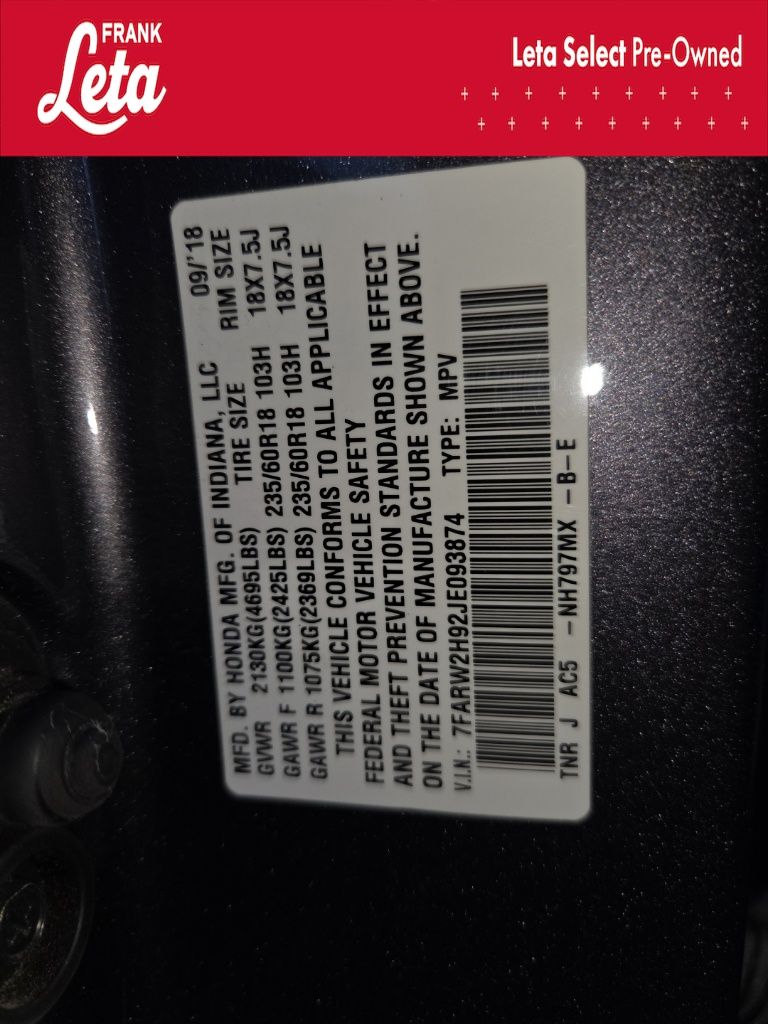 FRANK
Leta
Leta Select Pre-Owned
MFD. BY HONDA MFG. OF INDIANA, LLC 09/'18
GVWR 2130KG(4695LBS) TIRE SIZE RIM SIZE
GAWR F 1100KG(2425LBS) 235/60R18 103H 18X7.5J
GAWR R 1075KG(2369LBS) 235/60R18 103H 18X7.5J
THIS VEHICLE CONFORMS TO ALL APPLICABLE
FEDERAL MOTOR VEHICLE SAFETY
AND THEFT PREVENTION STANDARDS IN EFFECT
ON THE DATE OF MANUFACTURE SHOWN ABOVE.
V.I.N.: 7FARW2H92JE093874 TYPE: MPV
TNR J AC5 -NH797MX -B-E